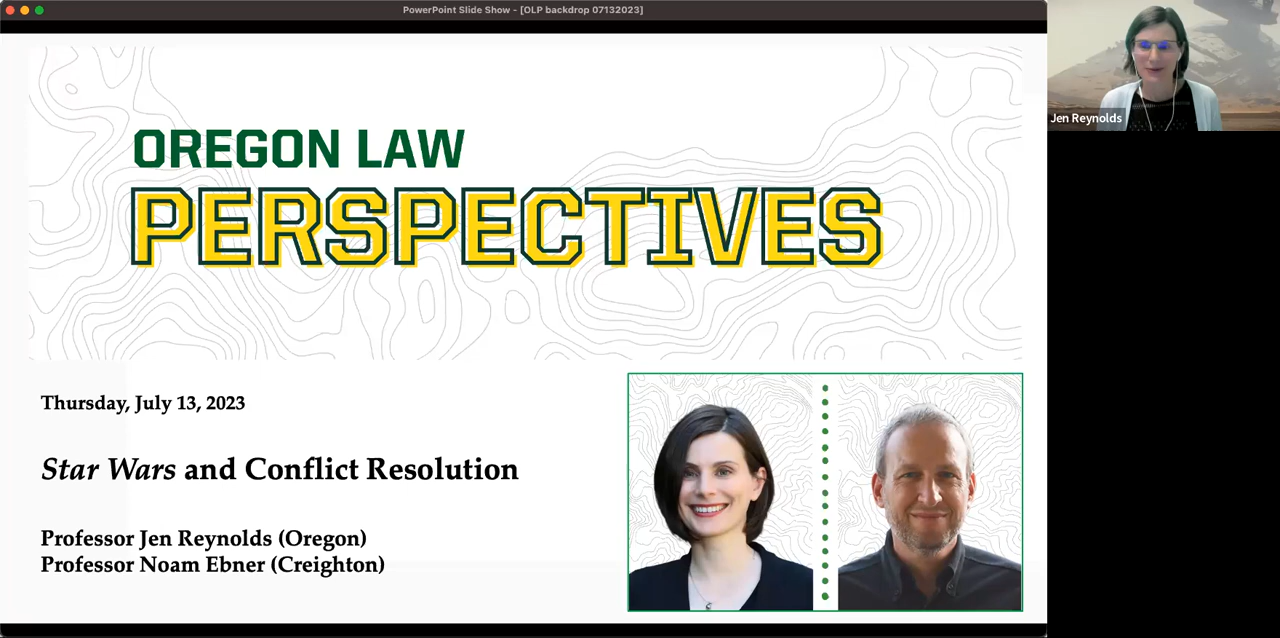 PowerPoint Slide Show - [OLP backdrop 07132023]
OREGON LAW
PERSPECTIVES
Thursday, July 13, 2023
Star Wars and Conflict Resolution
Professor Jen Reynolds (Oregon)
Professor Noam Ebner (Creighton)
Jen Reynolds